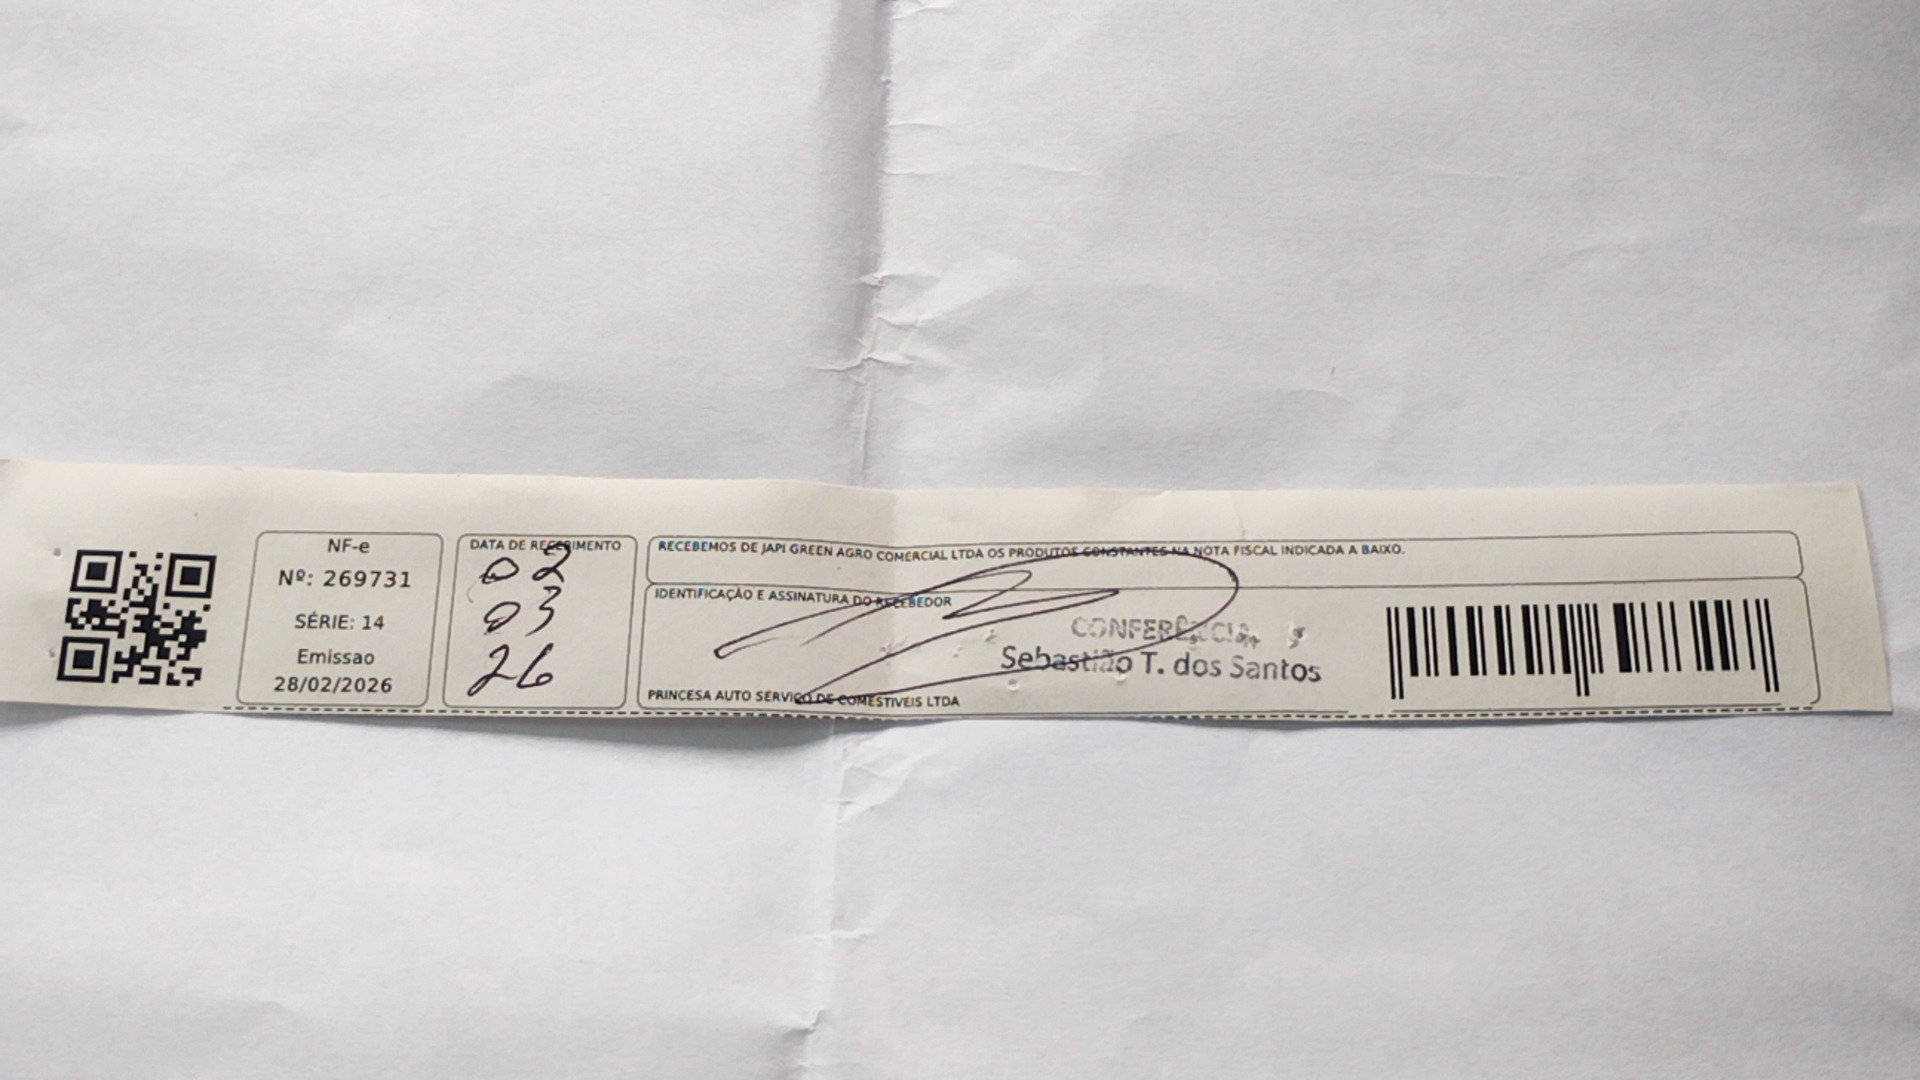 NF-e
Nº: 269731
SÉRIE: 14
Emissao
28/02/2026
DATA DE RECEBIMENTO
02
03
26
RECEBEMOS DE JAPI GREEN AGRO COMERCIAL LTDA OS PRODUTOS CONSTANTES NA NOTA FISCAL INDICADA A BAIXO.
IDENTIFICAÇÃO E ASSINATURA DO RECEBEDOR
CONFERÊNCIA
Sebastião T. dos Santos
PRINCESA AUTO SERVIÇO DE COMESTIVEIS LTDA